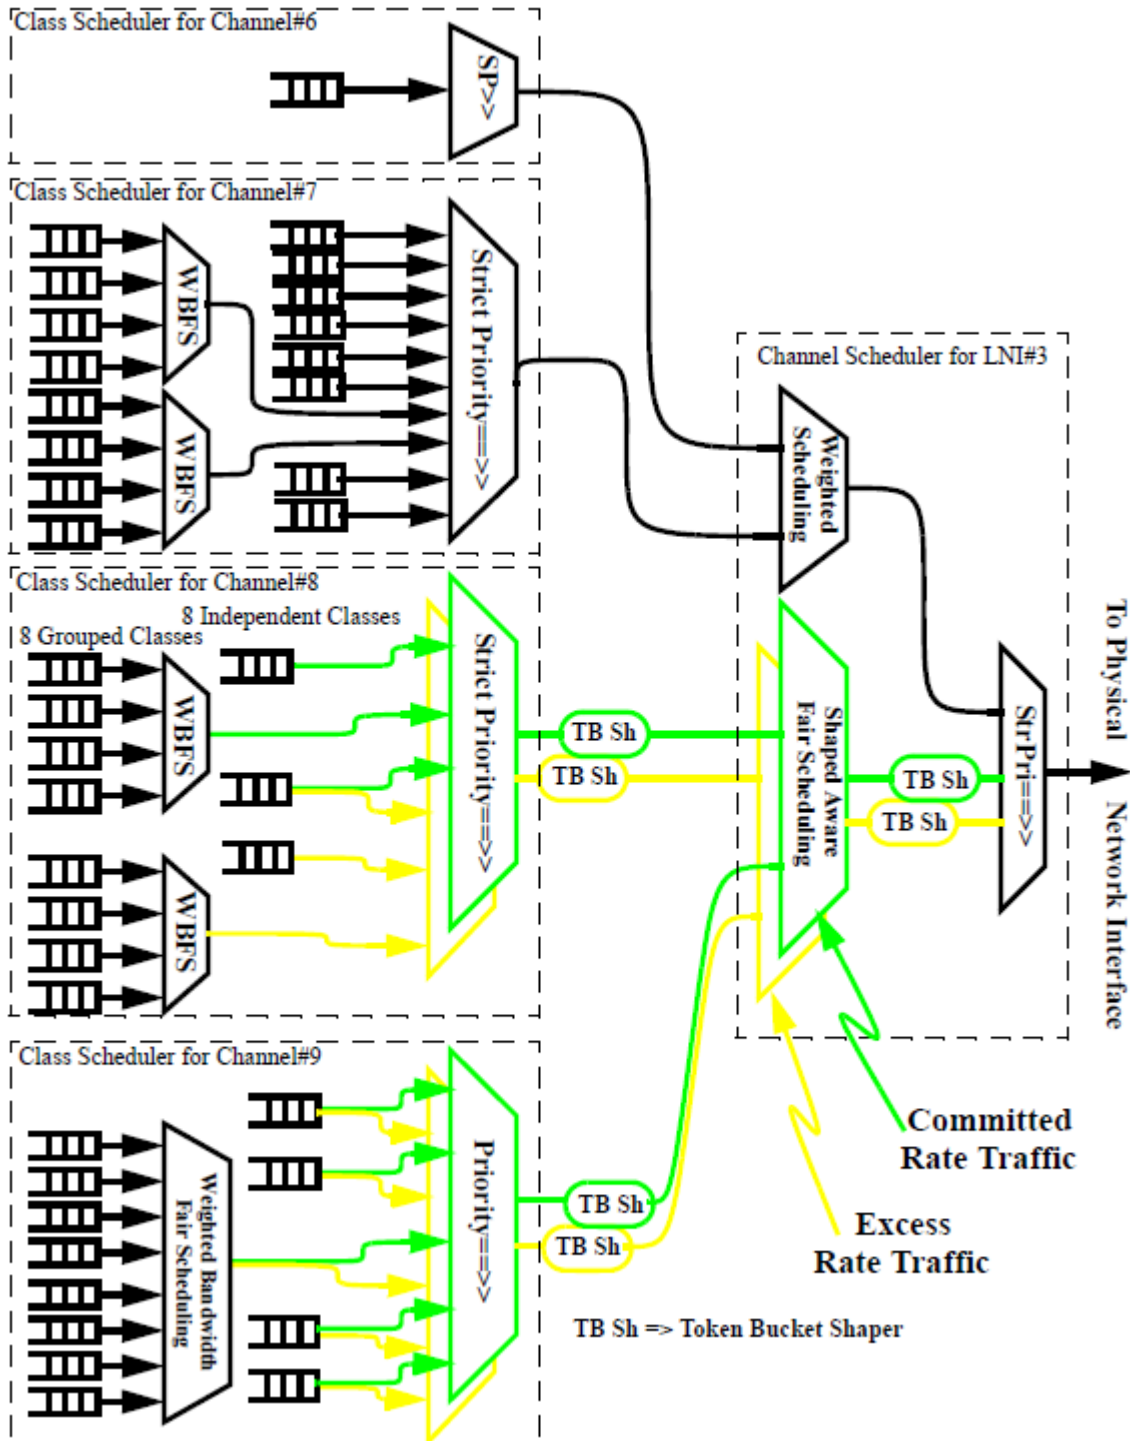 Class Scheduler for Channel#6
SP>>
Class Scheduler for Channel#7
WBFS
WBFS
Strict Priority==>>
Channel Scheduler for LNI#3
Weighted
Scheduling
Class Scheduler for Channel#8
8 Independent Classes
8 Grouped Classes
WBFS
WBFS
Strict Priority==>>
TB Sh
TB Sh
Shaped Aware
Fair Scheduling
TB Sh
TB Sh
StrPri==>>
To Physical Network Interface
Class Scheduler for Channel#9
Weighted Bandwidth
Fair Scheduling
Priority==>>
TB Sh
TB Sh
Committed
Rate Traffic
Excess
Rate Traffic
TB Sh => Token Bucket Shaper